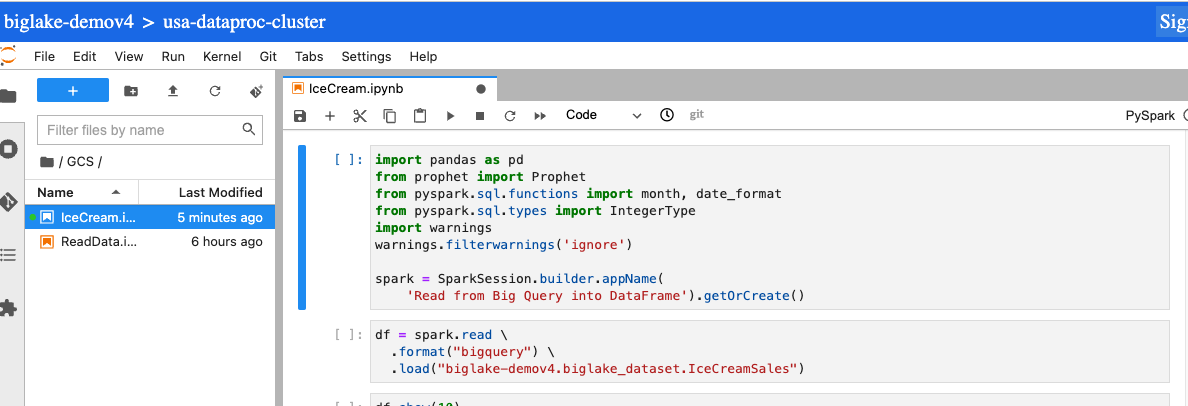 biglake-demov4 > usa-dataproc-cluster
File Edit View Run Kernel Git Tabs Settings Help
IceCream.ipynb
Filter files by name
Code
git
PySpark
/ GCS /
Name Last Modified
IceCream.i... 5 minutes ago
ReadData.i... 6 hours ago
[ ]: import pandas as pd
from prophet import Prophet
from pyspark.sql.functions import month, date_format
from pyspark.sql.types import IntegerType
import warnings
warnings.filterwarnings('ignore')
spark = SparkSession.builder.appName(
'Read from Big Query into DataFrame').getOrCreate()
[ ]: df = spark.read \
.format("bigquery") \
.load("biglake-demov4.biglake_dataset.IceCreamSales")